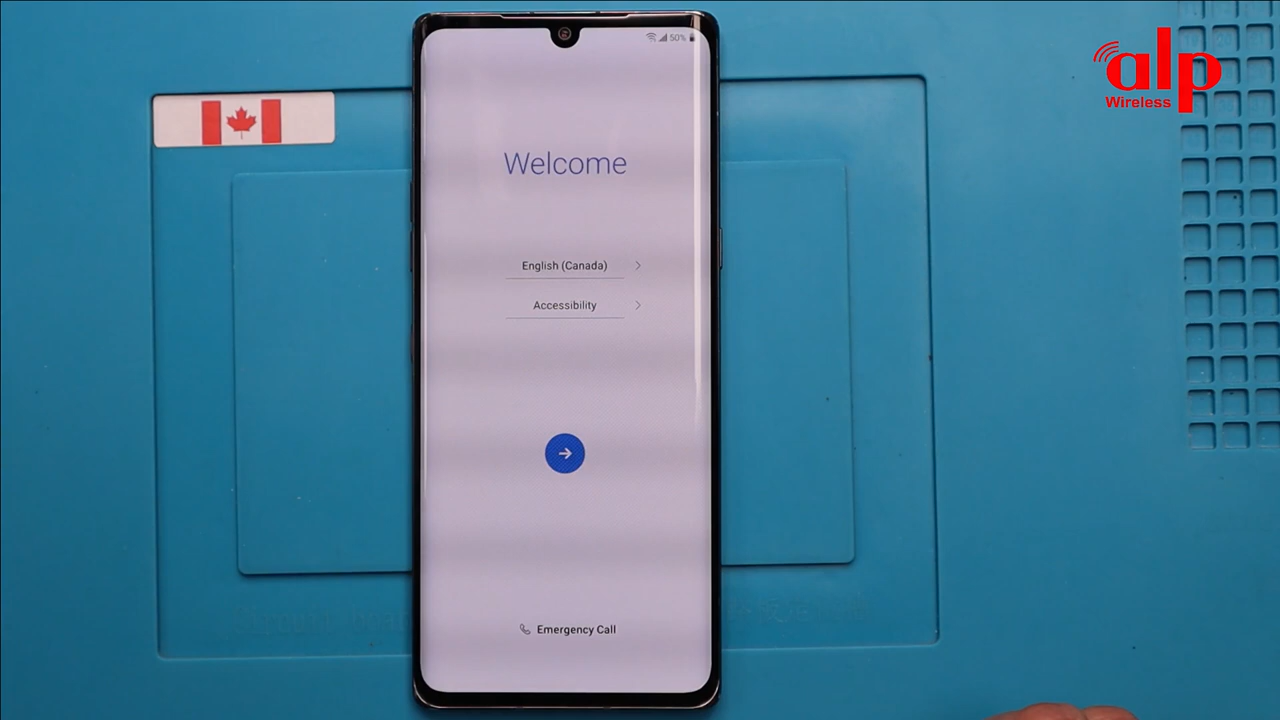 50%
alp
Wireless
Welcome
English (Canada)
Accessibility
Emergency Call